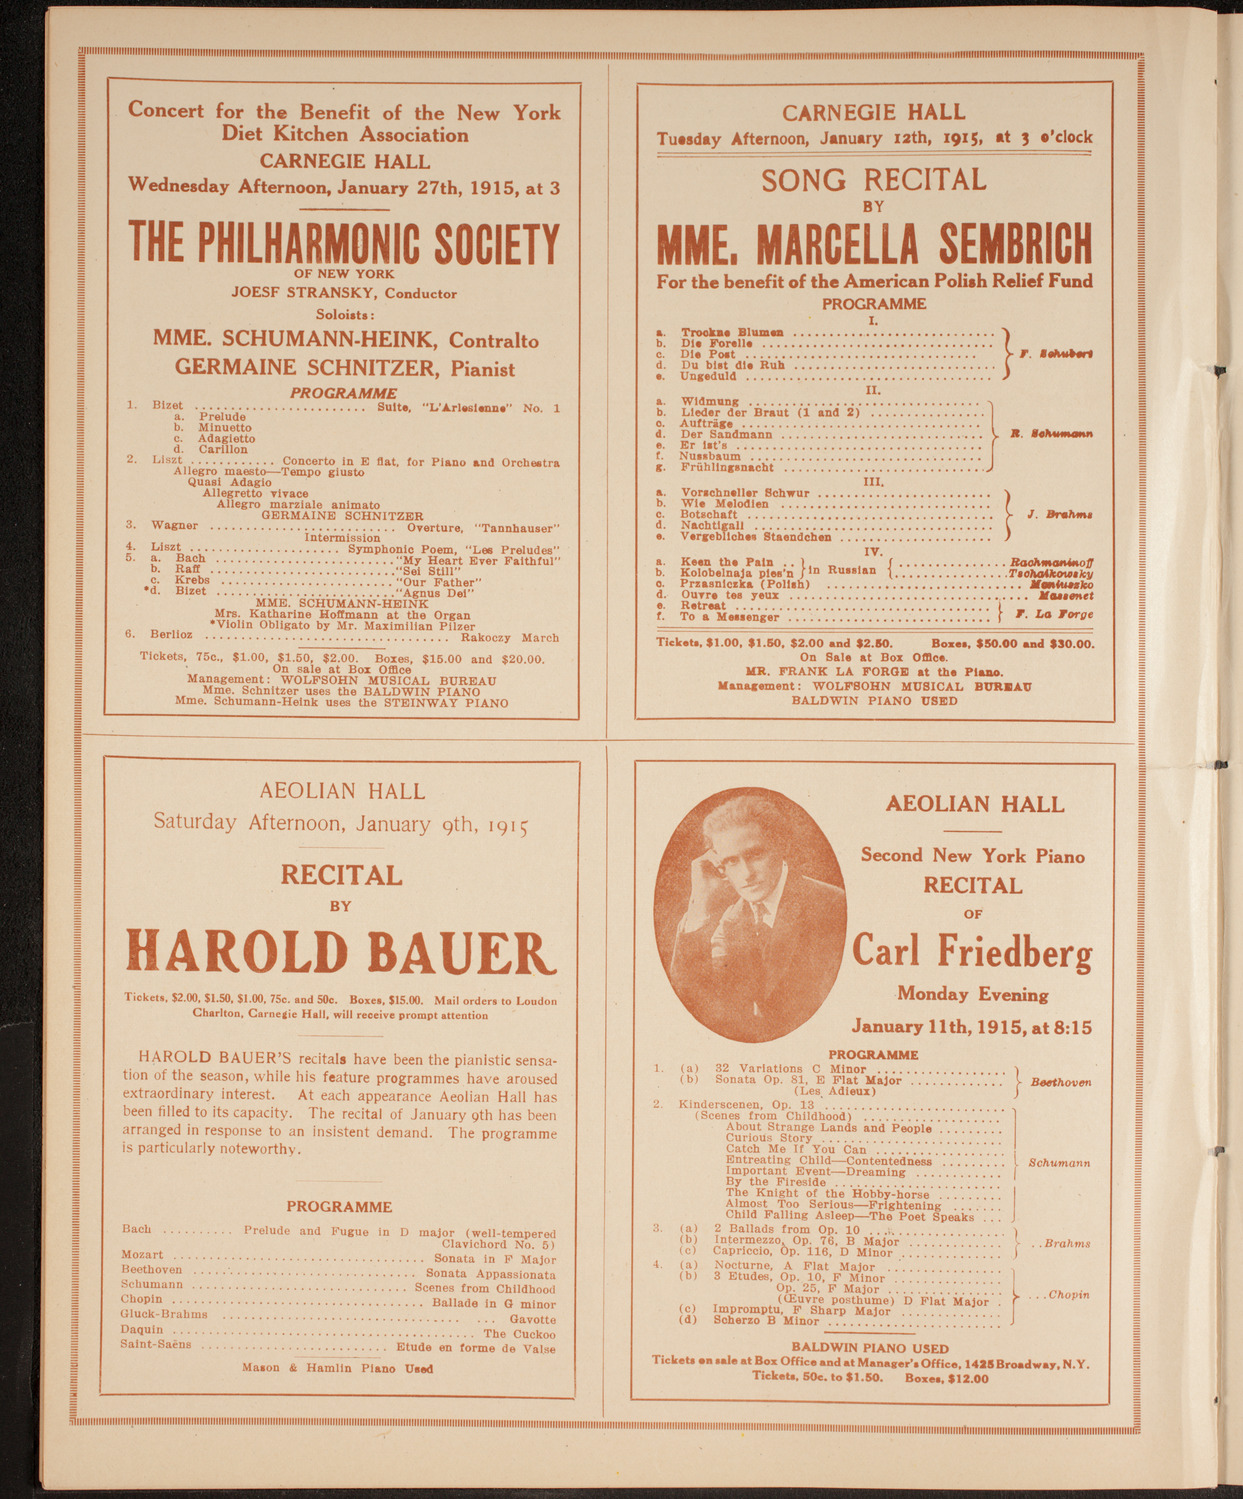 Concert for the Benefit of the New York
Diet Kitchen Association
CARNEGIE HALL
Wednesday Afternoon, January 27th, 1915, at 3
THE PHILHARMONIC SOCIETY
OF NEW YORK
JOESF STRANSKY, Conductor
Soloists:
MME. SCHUMANN-HEINK, Contralto
GERMAINE SCHNITZER, Pianist
PROGRAMME
1. Bizet ........................ Suite, "L'Arlesienne" No. 1
a. Prelude
b. Minuetto
c. Adagietto
d. Carillon
2. Liszt ............ Concerto in E flat, for Piano and Orchestra
Allegro maesto—Tempo giusto
Quasi Adagio
Allegretto vivace
Allegro marziale animato
GERMAINE SCHNITZER
3. Wagner .......................... Overture, "Tannhauser"
Intermission
4. Liszt ..................... Symphonic Poem, "Les Preludes"
5. a. Bach ........................."My Heart Ever Faithful"
b. Raff ........................."Sei Still"
c. Krebs ........................"Our Father"
*d. Bizet ........................."Agnus Dei"
MME. SCHUMANN-HEINK
Mrs. Katharine Hoffmann at the Organ
*Violin Obligato by Mr. Maximilian Pilzer
6. Berlioz .................................. Rakoczy March
Tickets, 75c., $1.00, $1.50, $2.00. Boxes, $15.00 and $20.00.
On sale at Box Office
Management: WOLFSOHN MUSICAL BUREAU
Mme. Schnitzer uses the BALDWIN PIANO
Mme. Schumann-Heink uses the STEINWAY PIANO
CARNEGIE HALL
Tuesday Afternoon, January 12th, 1915, at 3 o'clock
SONG RECITAL
BY
MME. MARCELLA SEMBRICH
For the benefit of the American Polish Relief Fund
PROGRAMME
I.
a. Trockne Blumen ............................
b. Die Forelle ................................
c. Die Post ................................ F. Schubert
d. Du bist die Ruh ............................
e. Ungeduld ...................................
II.
a. Widmung ..................................
b. Lieder der Braut (1 and 2) ................
c. Aufträge ..................................
d. Der Sandmann ............................ R. Schumann
e. Er ist's ...................................
f. Nussbaum .................................
g. Frühlingsnacht ............................
III.
a. Vorschneller Schwur ........................
b. Wie Melodien ..............................
c. Botschaft .................................. J. Brahms
d. Nachtigall .................................
e. Vergebliches Staendchen ....................
IV.
a. Keen the Pain .. } in Russian { ................Rachmaninoff
b. Kolobelnaja pies'n } in Russian { ................Tschaikowsky
c. Przasniczka (Polish) ............................ Moniuszko
d. Ouvre tes yeux .................................. Massenet
e. Retreat ......................................
f. To a Messenger .............................. F. La Forge
Tickets, $1.00, $1.50, $2.00 and $2.50. Boxes, $50.00 and $30.00.
On Sale at Box Office.
MR. FRANK LA FORGE at the Piano.
Management: WOLFSOHN MUSICAL BUREAU
BALDWIN PIANO USED
AEOLIAN HALL
Saturday Afternoon, January 9th, 1915
RECITAL
BY
HAROLD BAUER
Tickets, $2.00, $1.50, $1.00, 75c. and 50c. Boxes, $15.00. Mail orders to Loudon
Charlton, Carnegie Hall, will receive prompt attention
HAROLD BAUER'S recitals have been the pianistic sensa-
tion of the season, while his feature programmes have aroused
extraordinary interest. At each appearance Aeolian Hall has
been filled to its capacity. The recital of January 9th has been
arranged in response to an insistent demand. The programme
is particularly noteworthy.
PROGRAMME
Bach .......... Prelude and Fugue in D major (well-tempered
Clavichord No. 5)
Mozart .................................. Sonata in F Major
Beethoven .............................. Sonata Appassionata
Schumann .............................. Scenes from Childhood
Chopin .................................. Ballade in G minor
Gluck-Brahms .......................................... Gavotte
Daquin .......................................... The Cuckoo
Saint-Saëns ......................... Etude en forme de Valse
Mason & Hamlin Piano Used
AEOLIAN HALL
Second New York Piano
RECITAL
OF
Carl Friedberg
Monday Evening
January 11th, 1915, at 8:15
PROGRAMME
1. (a) 32 Variations C Minor ....................
(b) Sonata Op. 81, E Flat Major ............. Beethoven
(Les Adieux)
2. Kinderscenen, Op. 13 ..........................
(Scenes from Childhood) ....................
About Strange Lands and People .........
Curious Story ..........................
Catch Me If You Can ..................
Entreating Child—Contentedness ......... Schumann
Important Event—Dreaming ............
By the Fireside ........................
The Knight of the Hobby-horse ........
Almost Too Serious—Frightening .......
Child Falling Asleep—The Poet Speaks ...
3. (a) 2 Ballads from Op. 10 ...................
(b) Intermezzo, Op. 76, B Major ............. ..Brahms
(c) Capriccio, Op. 116, D Minor ..............
4. (a) Nocturne, A Flat Major ..................
(b) 3 Etudes, Op. 10, F Minor ...............
Op. 25, F Major ...............
(Œuvre posthume) D Flat Major . ...Chopin
(c) Impromptu, F Sharp Major ..............
(d) Scherzo B Minor ........................
BALDWIN PIANO USED
Tickets on sale at Box Office and at Manager's Office, 1425 Broadway, N.Y.
Tickets, 50c. to $1.50. Boxes, $12.00